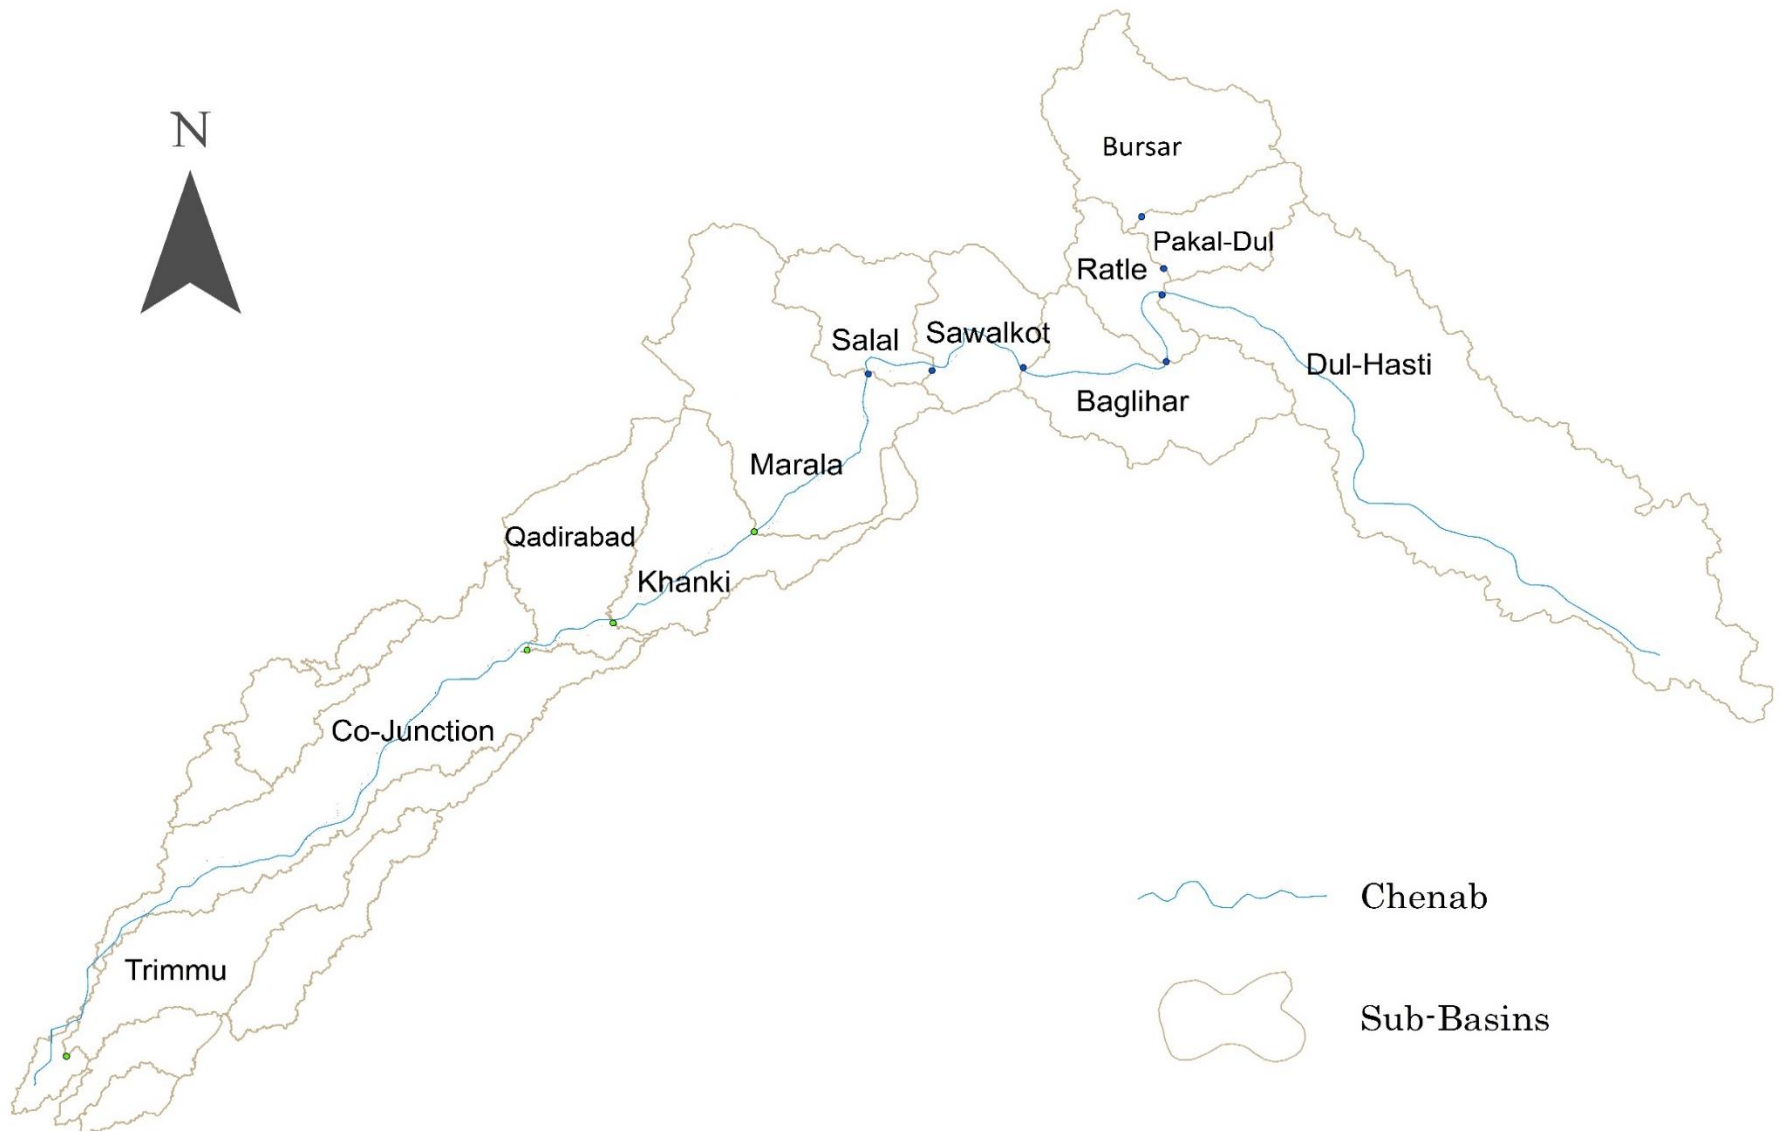 N
Bursar
Pakal-Dul
Ratle
Salal
Sawalkot
Dul-Hasti
Baglihar
Marala
Qadirabad
Khanki
Co-Junction
Chenab
Trimmu
Sub-Basins